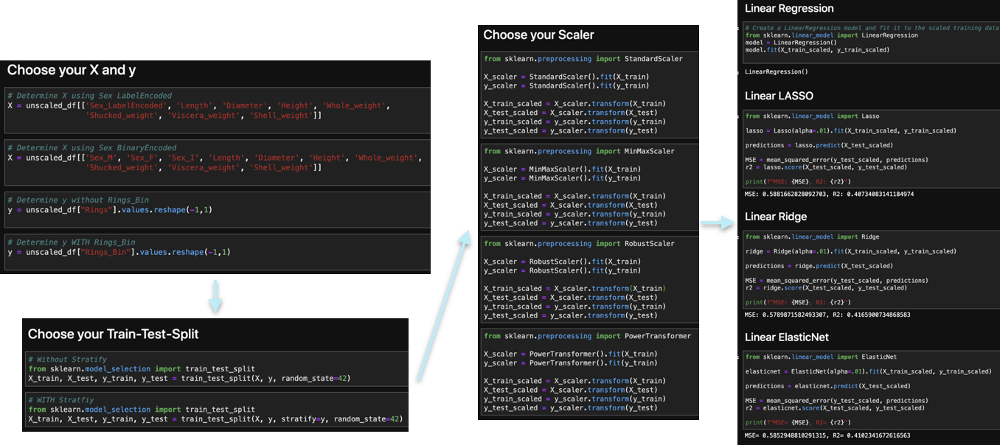 Choose your X and y
# Determine X using Sex LabelEncoded
X = unscaled_df[['Sex_LabelEncoded', 'Length', 'Diameter', 'Height', 'Whole_weight',
'Shucked_weight', 'Viscera_weight', 'Shell_weight']]
# Determine X using Sex BinaryEncoded
X = unscaled_df[['Sex_M', 'Sex_F', 'Sex_I', 'Length', 'Diameter', 'Height', 'Whole_weight',
'Shucked_weight', 'Viscera_weight', 'Shell_weight']]
# Determine y without Rings_Bin
y = unscaled_df["Rings"].values.reshape(-1,1)
# Determine y WITH Rings_Bin
y = unscaled_df["Rings_Bin"].values.reshape(-1,1)
Choose your Train-Test-Split
# Without Stratify
from sklearn.model_selection import train_test_split
X_train, X_test, y_train, y_test = train_test_split(X, y, random_state=42)
# WITH Stratfiy
from sklearn.model_selection import train_test_split
X_train, X_test, y_train, y_test = train_test_split(X, y, stratify=y, random_state=42)
Choose your Scaler
from sklearn.preprocessing import StandardScaler
X_scaler = StandardScaler().fit(X_train)
y_scaler = StandardScaler().fit(y_train)
X_train_scaled = X_scaler.transform(X_train)
X_test_scaled = X_scaler.transform(X_test)
y_train_scaled = y_scaler.transform(y_train)
y_test_scaled = y_scaler.transform(y_test)
from sklearn.preprocessing import MinMaxScaler
X_scaler = MinMaxScaler().fit(X_train)
y_scaler = MinMaxScaler().fit(y_train)
X_train_scaled = X_scaler.transform(X_train)
X_test_scaled = X_scaler.transform(X_test)
y_train_scaled = y_scaler.transform(y_train)
y_test_scaled = y_scaler.transform(y_test)
from sklearn.preprocessing import RobustScaler
X_scaler = RobustScaler().fit(X_train)
y_scaler = RobustScaler().fit(y_train)
X_train_scaled = X_scaler.transform(X_train)
X_test_scaled = X_scaler.transform(X_test)
y_train_scaled = y_scaler.transform(y_train)
y_test_scaled = y_scaler.transform(y_test)
from sklearn.preprocessing import PowerTransformer
X_scaler = PowerTransformer().fit(X_train)
y_scaler = PowerTransformer().fit(y_train)
X_train_scaled = X_scaler.transform(X_train)
X_test_scaled = X_scaler.transform(X_test)
y_train_scaled = y_scaler.transform(y_train)
y_test_scaled = y_scaler.transform(y_test)
Linear Regression
# Create a LinearRegression model and fit it to the scaled training data
from sklearn.linear_model import LinearRegression
model = LinearRegression()
model.fit(X_train_scaled, y_train_scaled)
LinearRegression()
Linear LASSO
from sklearn.linear_model import Lasso
lasso = Lasso(alpha=.01).fit(X_train_scaled, y_train_scaled)
predictions = lasso.predict(X_test_scaled)
MSE = mean_squared_error(y_test_scaled, predictions)
r2 = lasso.score(X_test_scaled, y_test_scaled)
print(f"MSE: {MSE}, R2: {r2}")
MSE: 0.5881662828092703, R2: 0.40734083141184974
Linear Ridge
from sklearn.linear_model import Ridge
ridge = Ridge(alpha=.01).fit(X_train_scaled, y_train_scaled)
predictions = ridge.predict(X_test_scaled)
MSE = mean_squared_error(y_test_scaled, predictions)
r2 = ridge.score(X_test_scaled, y_test_scaled)
print(f"MSE: {MSE}, R2: {r2}")
MSE: 0.5789871582493307, R2: 0.4165900734868583
Linear ElasticNet
from sklearn.linear_model import ElasticNet
elasticnet = ElasticNet(alpha=.01).fit(X_train_scaled, y_train_scaled)
predictions = elasticnet.predict(X_test_scaled)
MSE = mean_squared_error(y_test_scaled, predictions)
r2 = elasticnet.score(X_test_scaled, y_test_scaled)
print(f"MSE= {MSE}, R2= {r2}")
MSE= 0.5852948810291315, R2= 0.4102341672616563